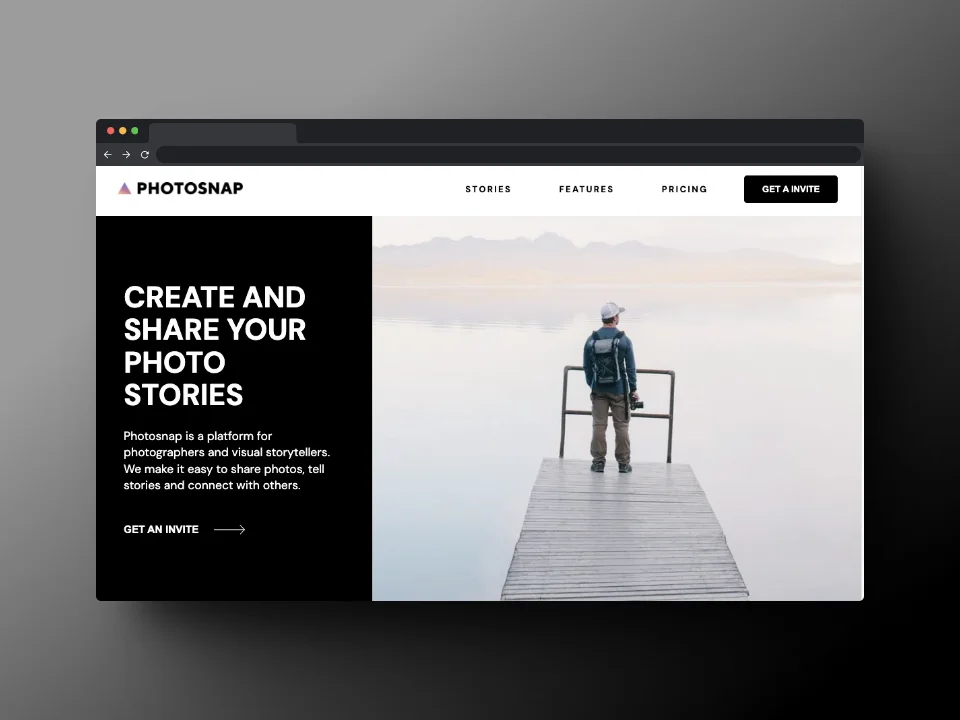 PHOTOSNAP
STORIES
FEATURES
PRICING
GET A INVITE
CREATE AND
SHARE YOUR
PHOTO
STORIES
Photosnap is a platform for
photographers and visual storytellers.
We make it easy to share photos, tell
stories and connect with others.
GET AN INVITE